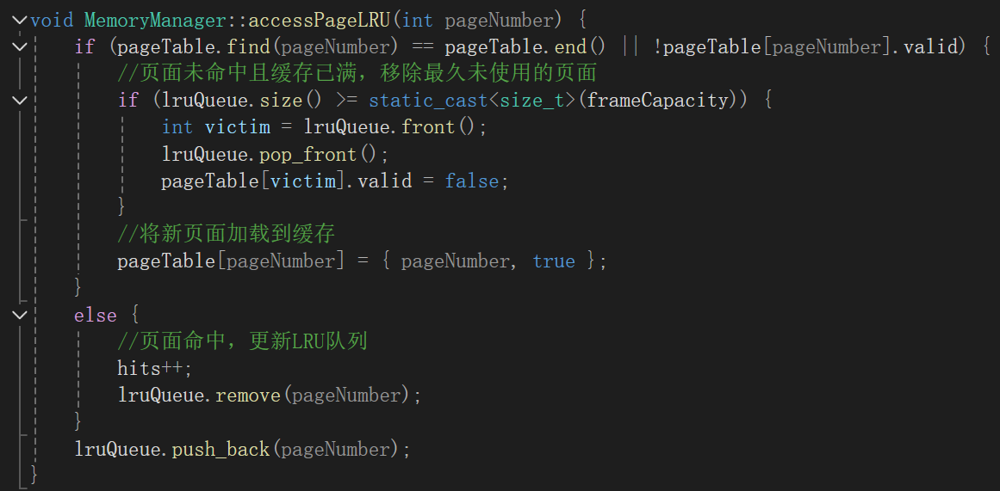 void MemoryManager::accessPageLRU(int pageNumber) {
if (pageTable.find(pageNumber) == pageTable.end() || !pageTable[pageNumber].valid) {
//页面未命中且缓存已满，移除最久未使用的页面
if (lruQueue.size() >= static_cast<size_t>(frameCapacity)) {
int victim = lruQueue.front();
lruQueue.pop_front();
pageTable[victim].valid = false;
}
//将新页面加载到缓存
pageTable[pageNumber] = { pageNumber, true };
}
else {
//页面命中，更新LRU队列
hits++;
lruQueue.remove(pageNumber);
}
lruQueue.push_back(pageNumber);
}